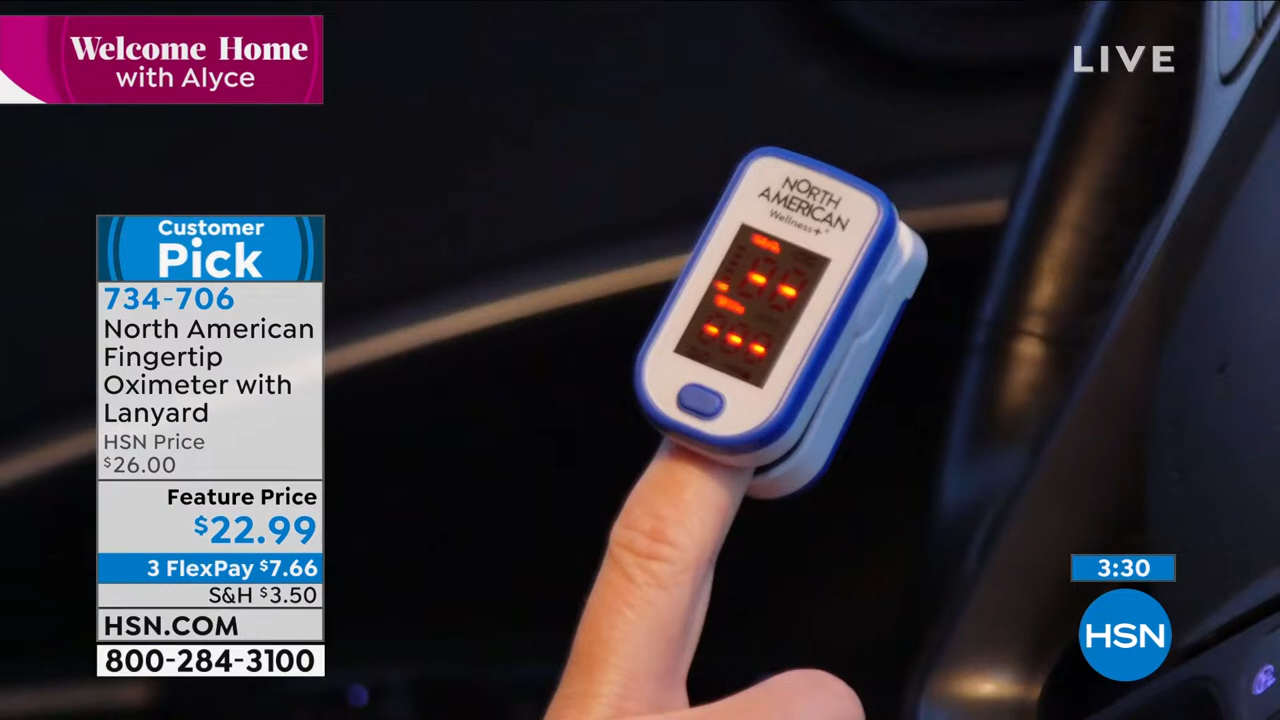 Welcome Home
with Alyce
LIVE
Customer
Pick
734-706
North American
Fingertip
Oximeter with
Lanyard
HSN Price
$26.00
Feature Price
$22.99
3 FlexPay $7.66
S&H $3.50
HSN.COM
800-284-3100
NORTH
AMERICAN
Wellness+
3:30
HSN